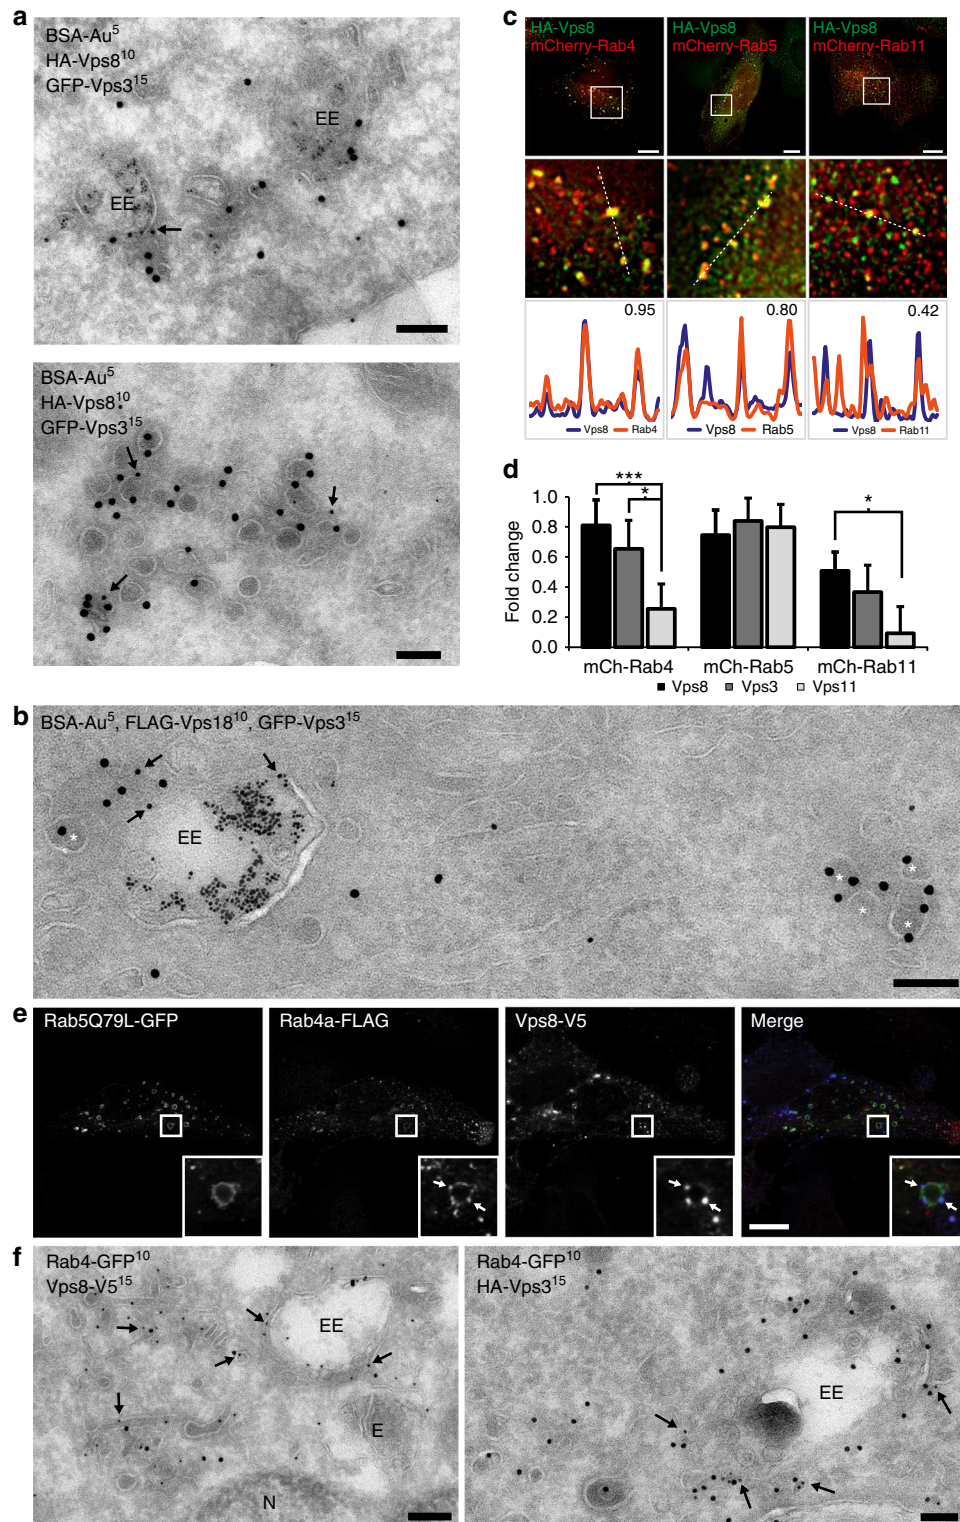 a
BSA-Au⁵
HA-Vps8¹⁰
GFP-Vps3¹⁵
EE
EE
BSA-Au⁵
HA-Vps8¹⁰
GFP-Vps3¹⁵
c
HA-Vps8
mCherry-Rab4
HA-Vps8
mCherry-Rab5
HA-Vps8
mCherry-Rab11
0.95
0.80
0.42
Vps8 Rab4
Vps8 Rab5
Vps8 Rab11
d
Fold change
1.0
0.8
0.6
0.4
0.2
0.0
***
*
*
mCh-Rab4
mCh-Rab5
mCh-Rab11
Vps8 Vps3 Vps11
b
BSA-Au⁵, FLAG-Vps18¹⁰, GFP-Vps3¹⁵
EE
*
*
*
*
*
e
Rab5Q79L-GFP
Rab4a-FLAG
Vps8-V5
Merge
f
Rab4-GFP¹⁰
Vps8-V5¹⁵
EE
E
N
Rab4-GFP¹⁰
HA-Vps3¹⁵
EE